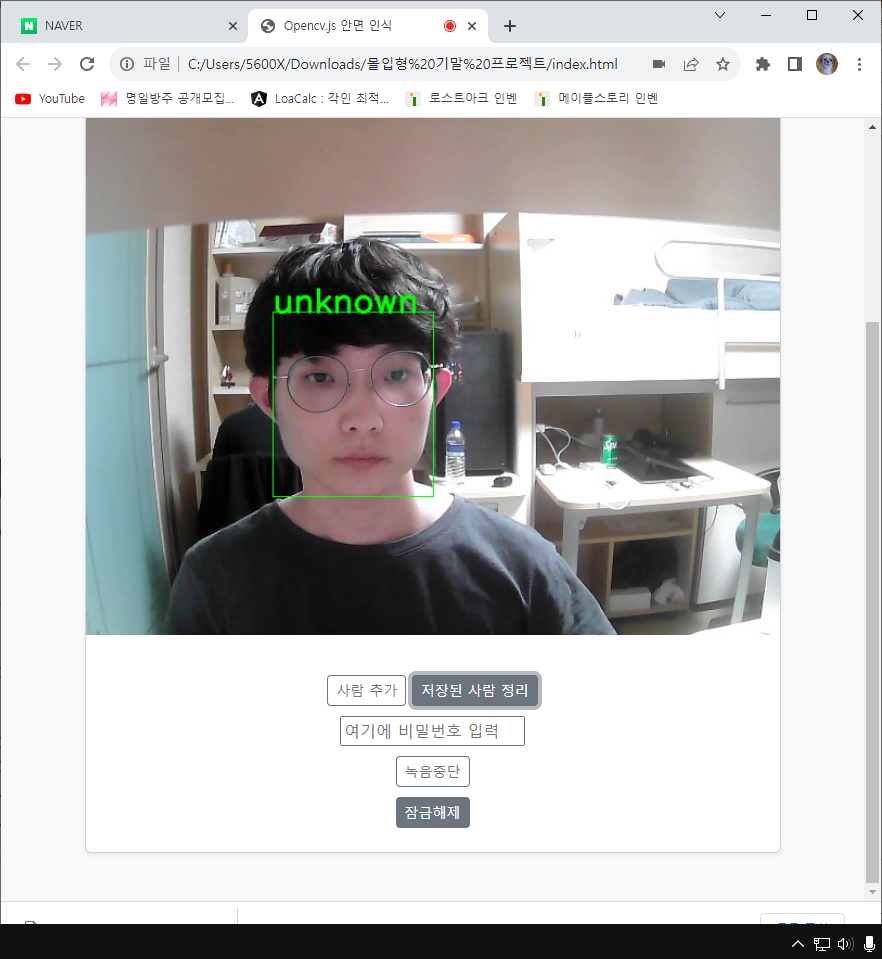 NAVER
Opencv.js 안면 인식
파일 | C:/Users/5600X/Downloads/몰입형%20기말%20프로젝트/index.html
YouTube 명일방주 공개모집... LoaCalc : 각인 최적... 로스트아크 인벤 메이플스토리 인벤
unknown
사람 추가 저장된 사람 정리
여기에 비밀번호 입력
녹음중단
잠금해제